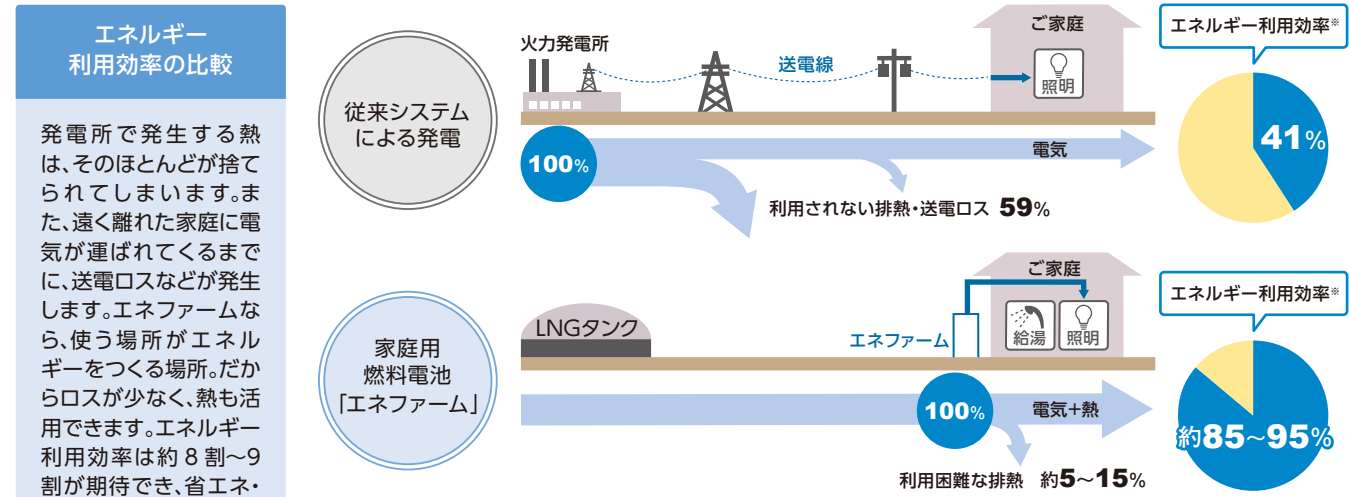 エネルギー
利用効率の比較
発電所で発生する熱
は、そのほとんどが捨て
られてしまいます。ま
た、遠く離れた家庭に電
気が運ばれてくるまで
に、送電ロスなどが発生
します。エネファームな
ら、使う場所がエネル
ギーをつくる場所。だか
らロスが少なく、熱も活
用できます。エネルギー
利用効率は約8割～9
割が期待でき、省エネ・
従来システム
による発電
火力発電所
送電線
ご家庭
照明
100%
電気
利用されない排熱・送電ロス 59%
エネルギー利用効率※
41%
家庭用
燃料電池
「エネファーム」
LNGタンク
エネファーム
ご家庭
給湯
照明
100%
電気+熱
利用困難な排熱 約5～15%
エネルギー利用効率※
約85～95%